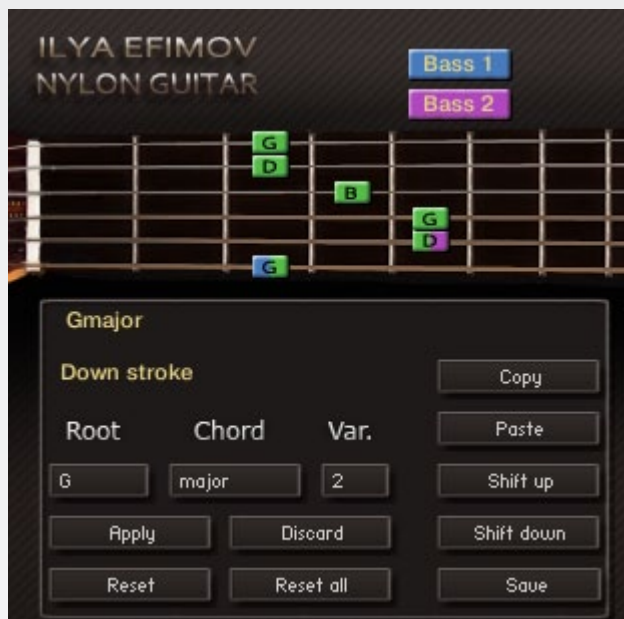 ILYA EFIMOV
NYLON GUITAR
Bass 1
Bass 2
G
D
B
G
D
G
Gmajor
Down stroke
Copy
Root Chord Var.
Paste
G major 2
Shift up
Apply Discard
Shift down
Reset Reset all
Save